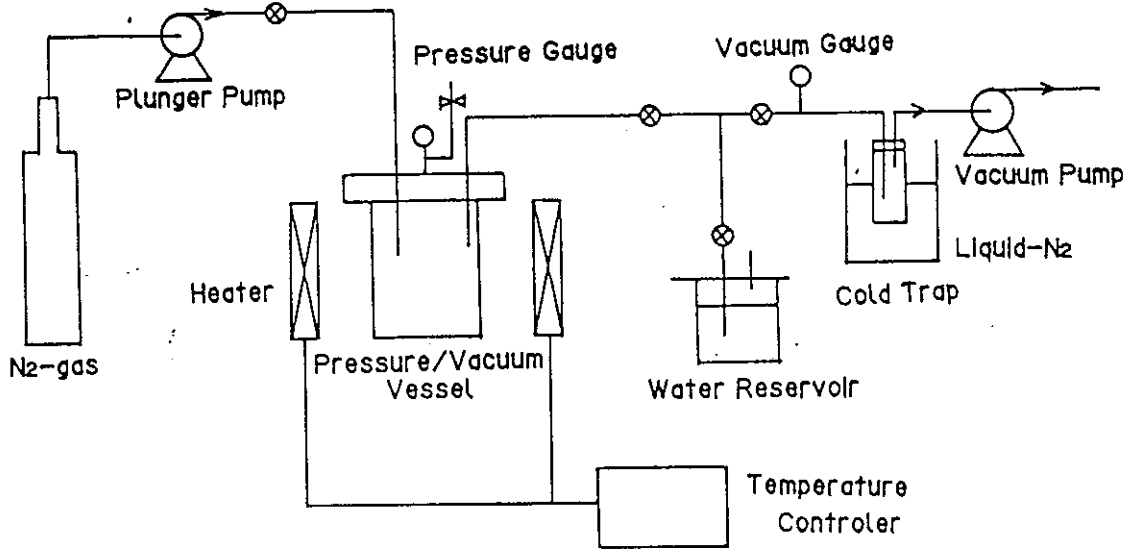 Plunger Pump
Pressure Gauge
Vacuum Gauge
Vacuum Pump
Liquid-N2
Cold Trap
Heater
N2-gas
Pressure/Vacuum
Vessel
Water Reservoir
Temperature
Controler